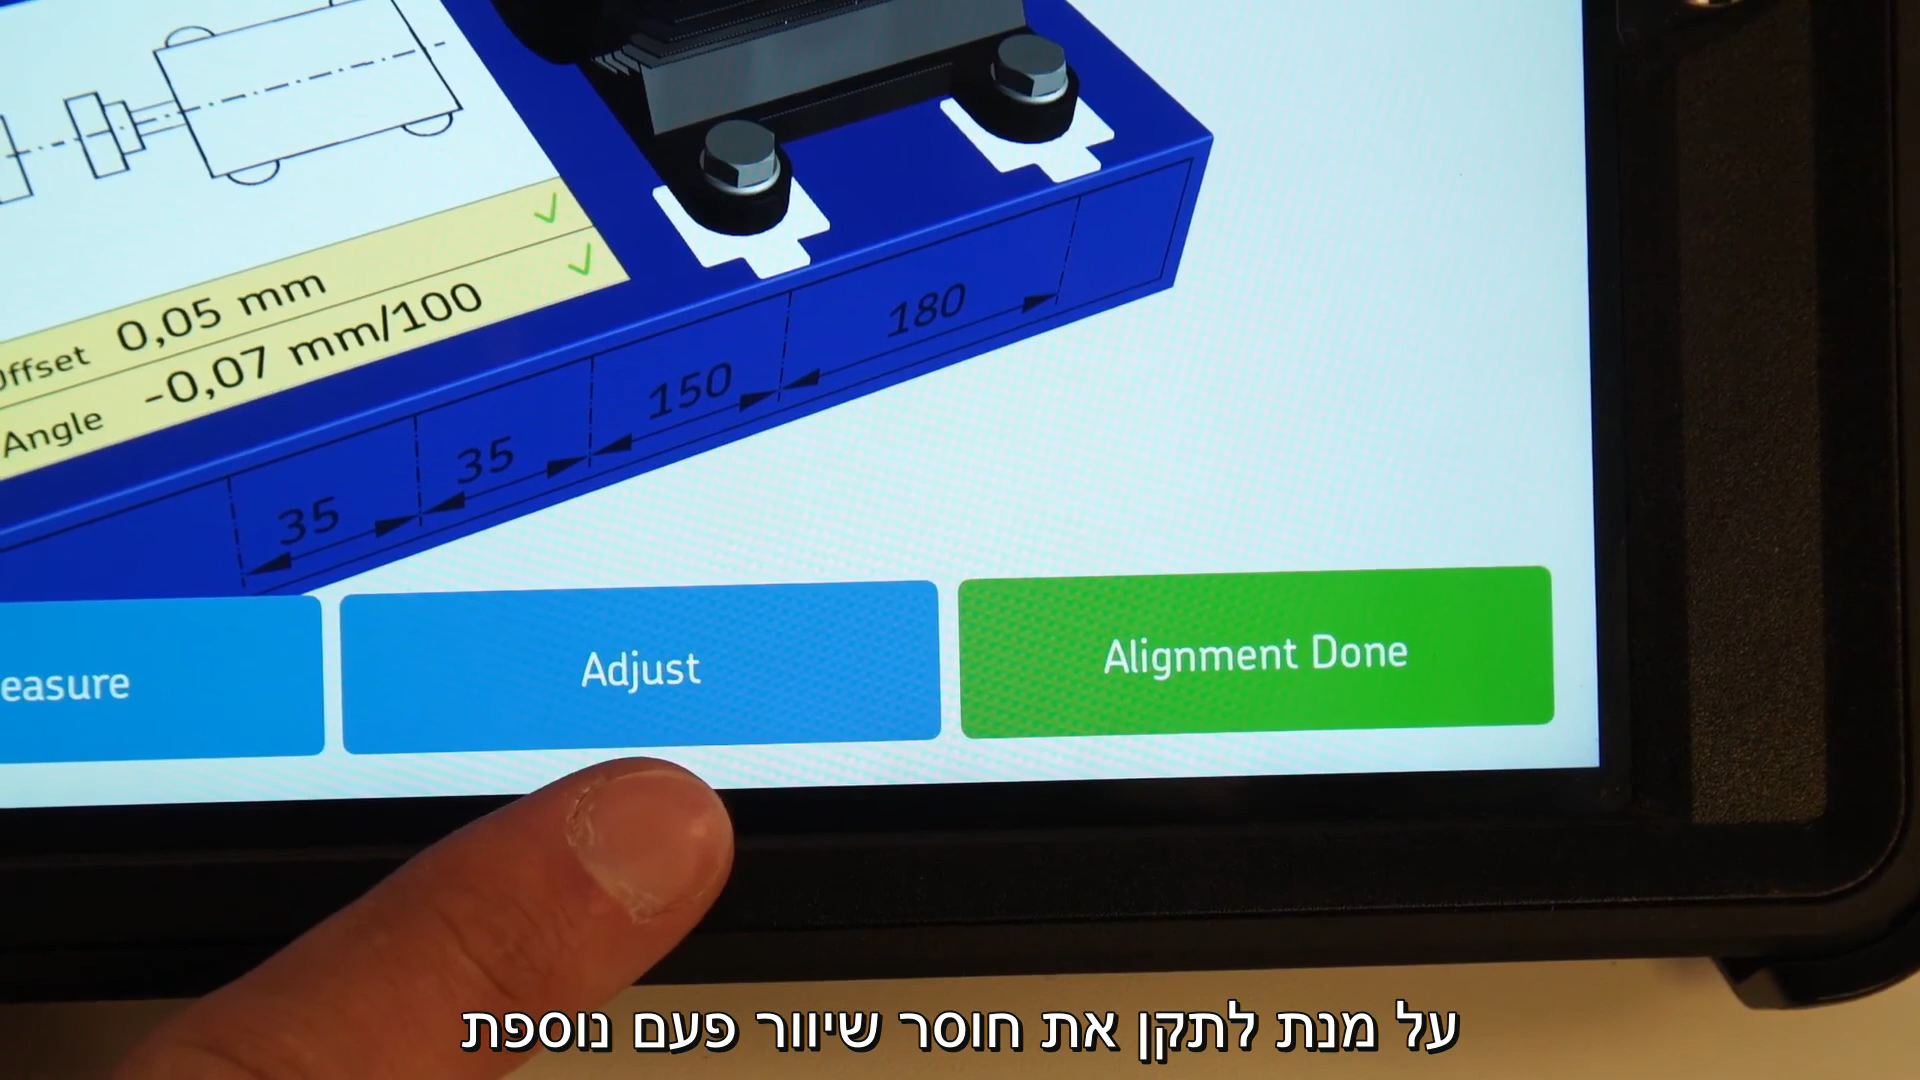 Offset 0,05 mm
Angle -0,07 mm/100
35
35
150
180
easure
Adjust
Alignment Done
על מנת לתקן את חוסר שיוור פעם נוספת